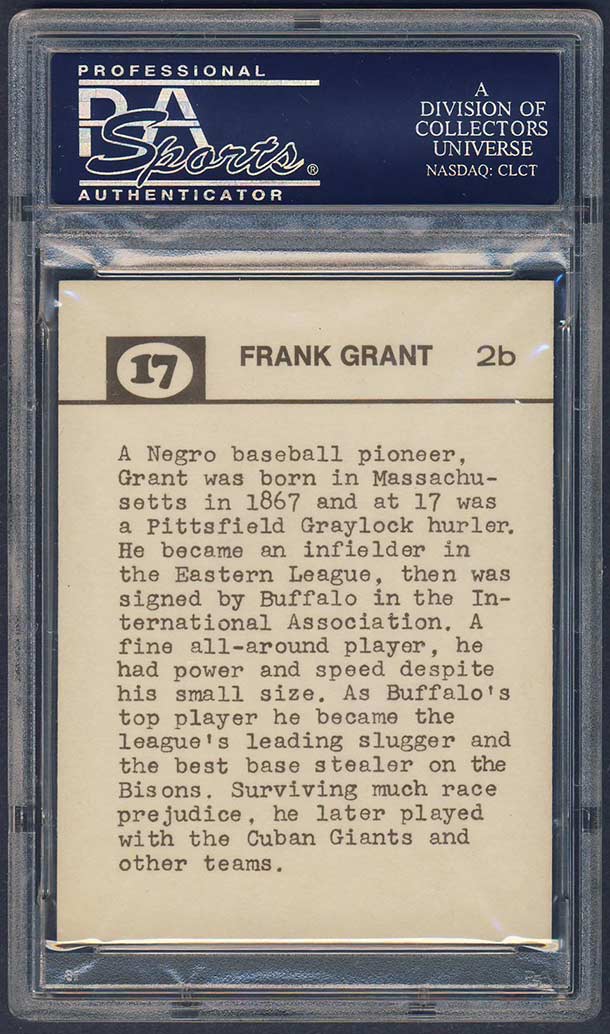 PROFESSIONAL
PSA
Sports®
AUTHENTICATOR
A
DIVISION OF
COLLECTORS
UNIVERSE
NASDAQ: CLCT
17 FRANK GRANT 2b
A Negro baseball pioneer,
Grant was born in Massachu-
setts in 1867 and at 17 was
a Pittsfield Graylock hurler.
He became an infielder in
the Eastern League, then was
signed by Buffalo in the In-
ternational Association. A
fine all-around player, he
had power and speed despite
his small size. As Buffalo's
top player he became the
league's leading slugger and
the best base stealer on the
Bisons. Surviving much race
prejudice, he later played
with the Cuban Giants and
other teams.